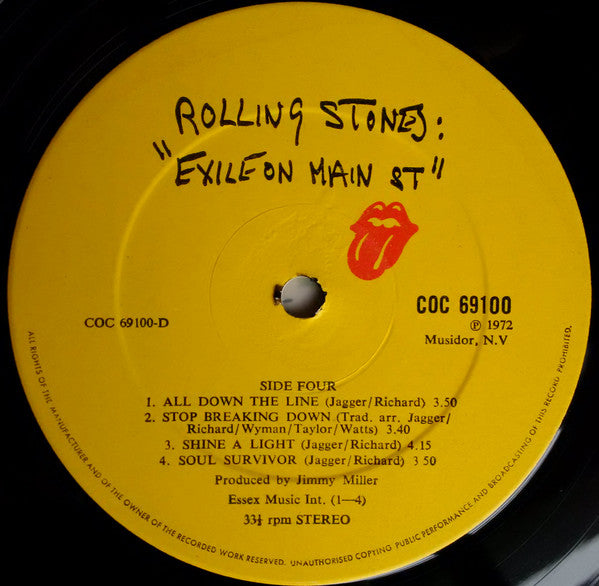 ROLLING STONES:
"EXILE ON MAIN ST"
COC 69100-D
COC 69100
℗ 1972
Musidor, N.V
SIDE FOUR
1. ALL DOWN THE LINE (Jagger/Richard) 3.50
2. STOP BREAKING DOWN (Trad. arr. Jagger/
Richard/Wyman/Taylor/Watts) 3.40
3. SHINE A LIGHT (Jagger/Richard) 4.15
4. SOUL SURVIVOR (Jagger/Richard) 3 50
Produced by Jimmy Miller
Essex Music Int. (1—4)
33⅓ rpm STEREO
ALL RIGHTS OF THE MANUFACTURER AND OF THE OWNER OF THE RECORDED WORK RESERVED. UNAUTHORISED COPYING PUBLIC PERFORMANCE AND BROADCASTING OF THIS RECORD PROHIBITED.